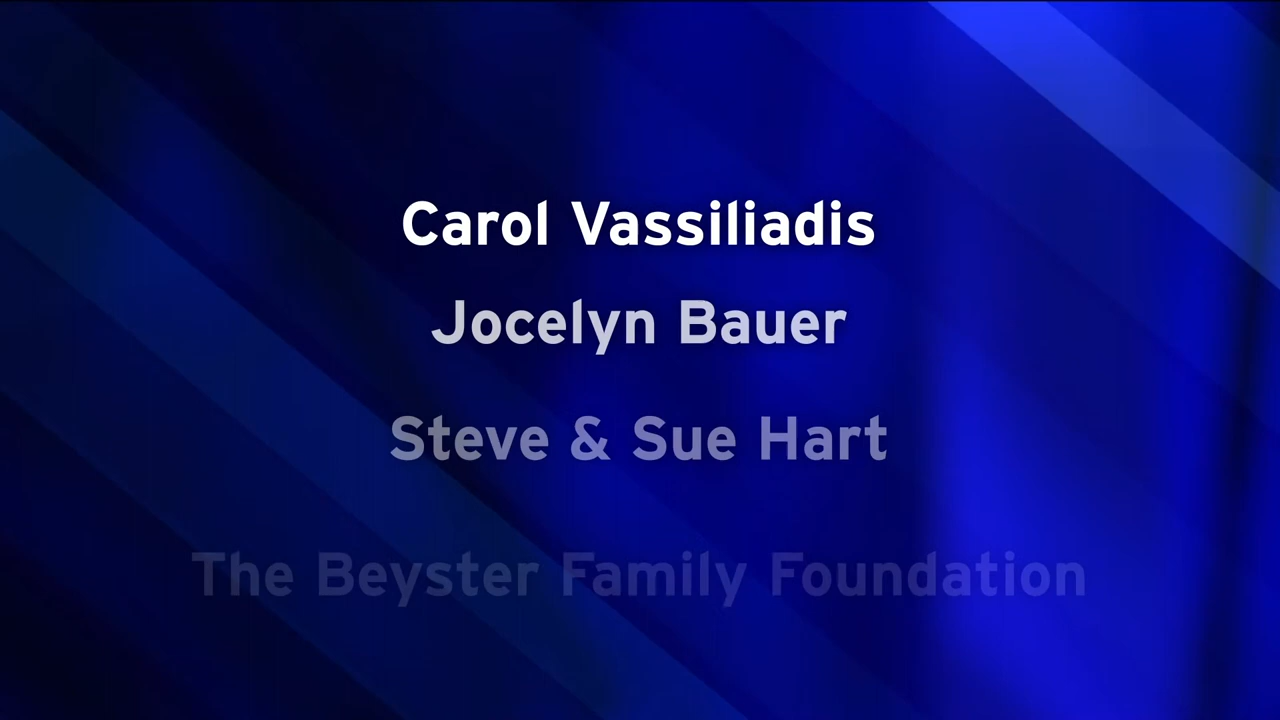 Carol Vassiliadis
Jocelyn Bauer
Steve & Sue Hart
The Beyster Family Foundation